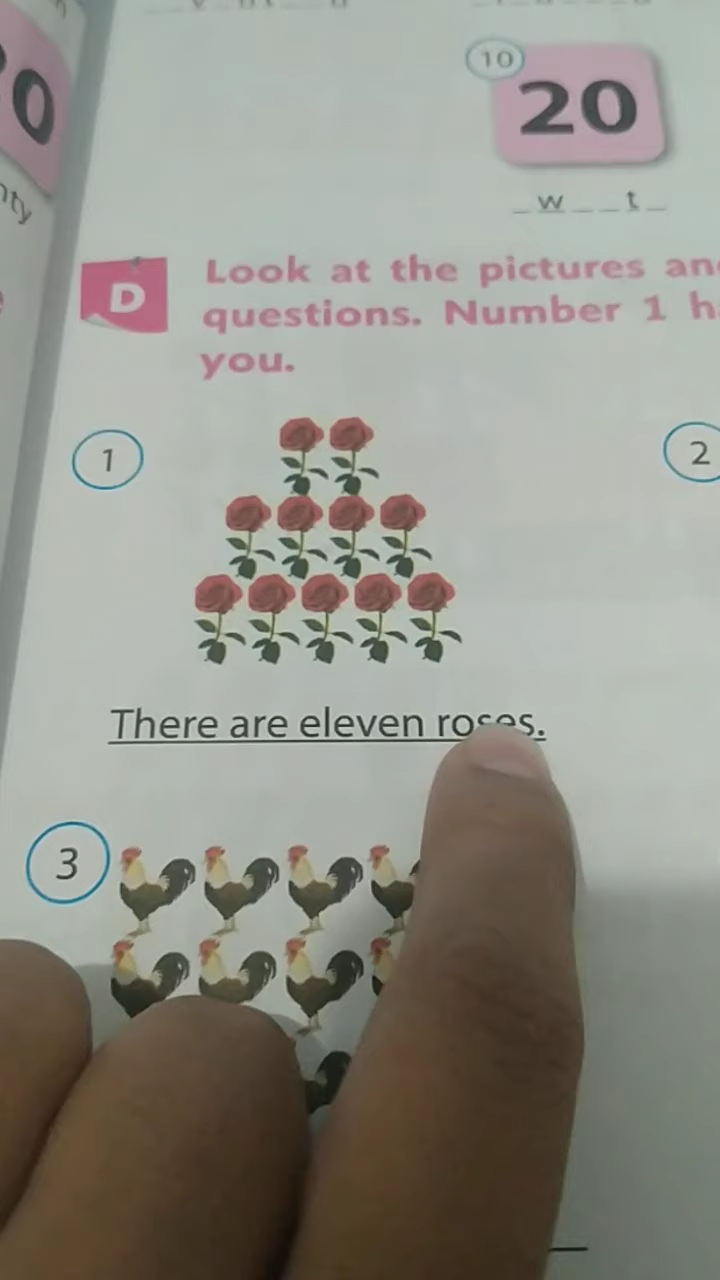 10
20
_w__t_
D
Look at the pictures an
questions. Number 1 h
you.
1
2
There are eleven roses.
3